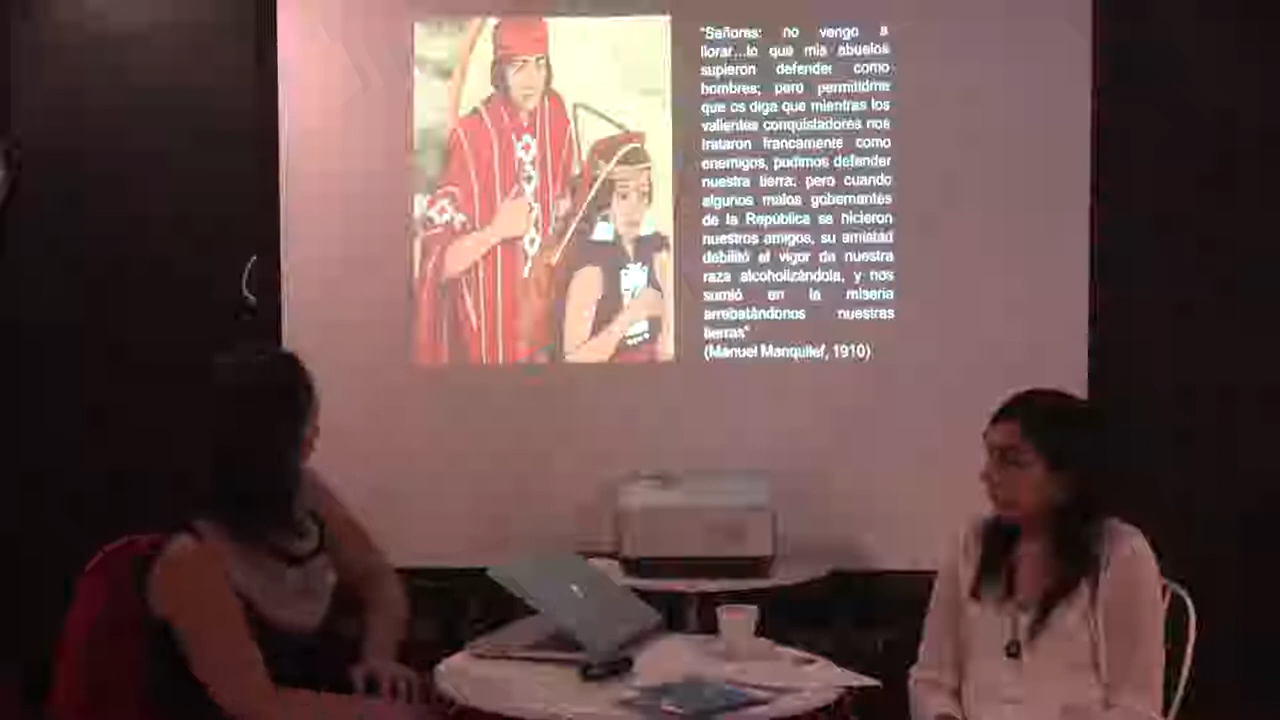 "Señores: no vengo a
llorar...lo que mis abuelos
supieron defender como
hombres; pero permitidme
que os diga que mientras los
valientes conquistadores nos
trataron francamente como
enemigos, pudimos defender
nuestra tierra; pero cuando
algunos malos gobernantes
de la República se hicieron
nuestros amigos, su amistad
debilitó el vigor de nuestra
raza alcoholizándola, y nos
sumió en la miseria
arrebatándonos nuestras
tierras"
(Manuel Manquilef, 1910)